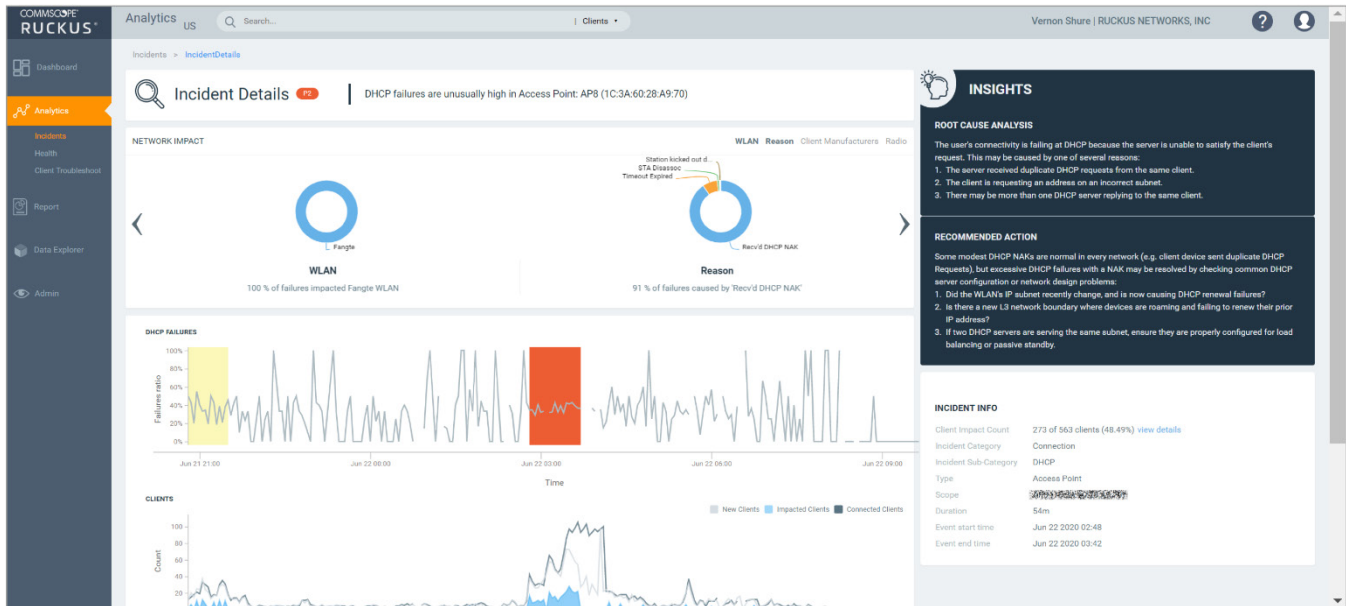 COMMSCOPE
RUCKUS
Analytics US
Search...
Clients
Vernon Shure | RUCKUS NETWORKS, INC
?
Dashboard
Analytics
Incidents
Health
Client Troubleshoot
Report
Data Explorer
Admin
Incidents > IncidentDetails
Incident Details P2
DHCP failures are unusually high in Access Point: AP8 (1C:3A:60:28:A9:70)
NETWORK IMPACT
WLAN Reason Client Manufacturers Radio
Fangte
WLAN
100 % of failures impacted Fangte WLAN
Station kicked out d...
STA Disassoc
Timeout Expired
Recv'd DHCP NAK
Reason
91 % of failures caused by 'Recv'd DHCP NAK'
DHCP FAILURES
Failures ratio
100%
80%
60%
40%
20%
0%
Jun 21 21:00
Jun 22 00:00
Jun 22 03:00
Jun 22 06:00
Jun 22 09:00
Time
CLIENTS
New Clients Impacted Clients Connected Clients
Count
100
80
60
40
20
INSIGHTS
ROOT CAUSE ANALYSIS
The user's connectivity is failing at DHCP because the server is unable to satisfy the client's
request. This may be caused by one of several reasons:
1. The server received duplicate DHCP requests from the same client.
2. The client is requesting an address on an incorrect subnet.
3. There may be more than one DHCP server replying to the same client.
RECOMMENDED ACTION
Some modest DHCP NAKs are normal in every network (e.g. client device sent duplicate DHCP
Requests), but excessive DHCP failures with a NAK may be resolved by checking common DHCP
server configuration or network design problems:
1. Did the WLAN's IP subnet recently change, and is now causing DHCP renewal failures?
2. Is there a new L3 network boundary where devices are roaming and failing to renew their prior
IP address?
3. If two DHCP servers are serving the same subnet, ensure they are properly configured for load
balancing or passive standby.
INCIDENT INFO
Client Impact Count 273 of 563 clients (48.49%) view details
Incident Category Connection
Incident Sub-Category DHCP
Type Access Point
Scope
Duration 54m
Event start time Jun 22 2020 02:48
Event end time Jun 22 2020 03:42